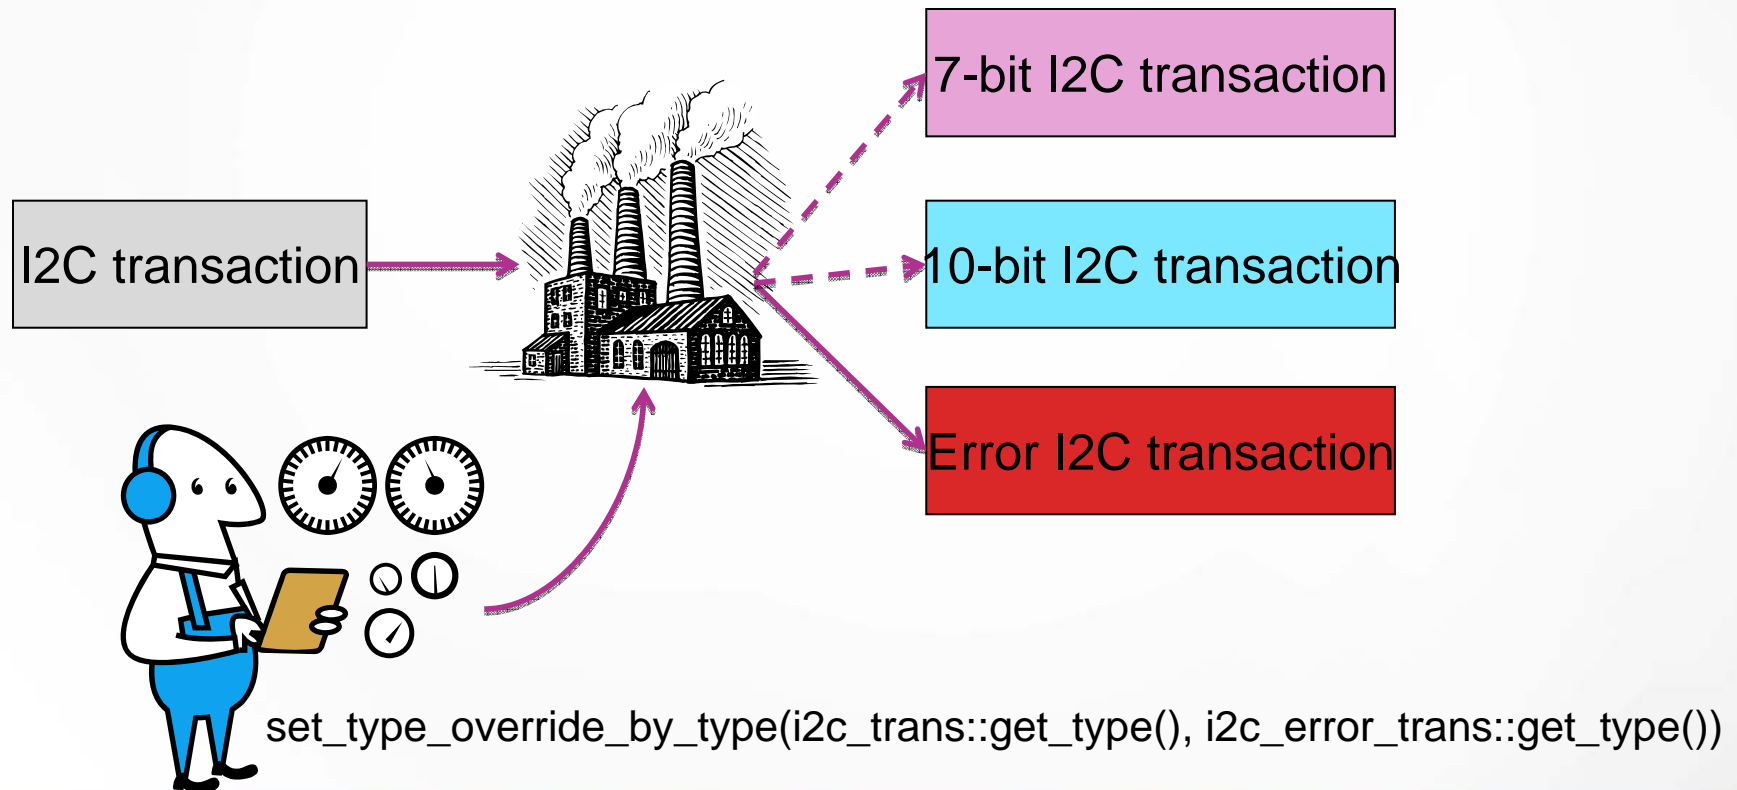 7-bit I2C transaction
I2C transaction
10-bit I2C transaction
Error I2C transaction
set_type_override_by_type(i2c_trans::get_type(), i2c_error_trans::get_type())